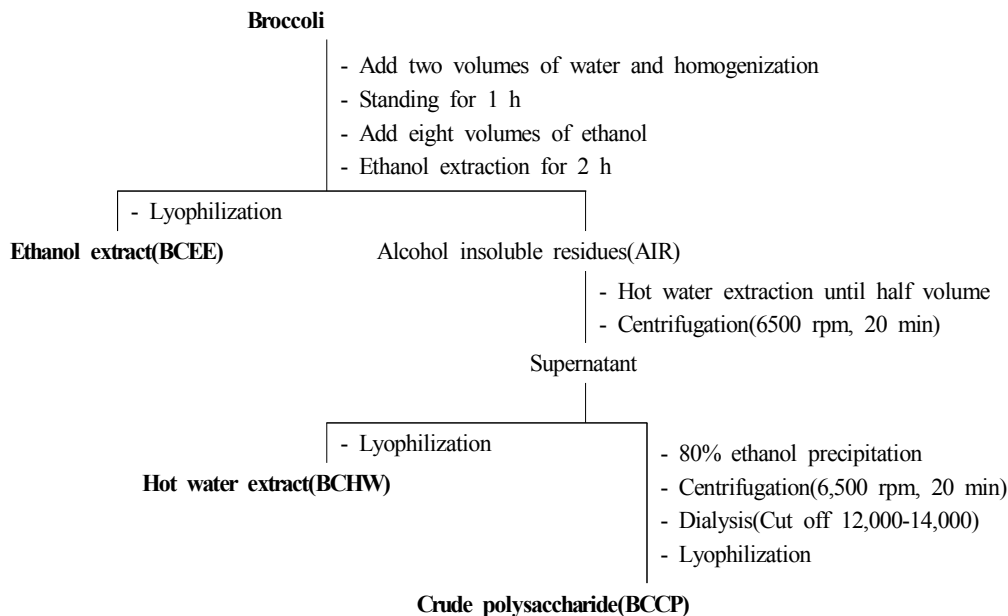 Broccoli
- Add two volumes of water and homogenization
- Standing for 1 h
- Add eight volumes of ethanol
- Ethanol extraction for 2 h
- Lyophilization
Ethanol extract(BCEE)
Alcohol insoluble residues(AIR)
- Hot water extraction until half volume
- Centrifugation(6500 rpm, 20 min)
Supernatant
- Lyophilization
Hot water extract(BCHW)
- 80% ethanol precipitation
- Centrifugation(6,500 rpm, 20 min)
- Dialysis(Cut off 12,000-14,000)
- Lyophilization
Crude polysaccharide(BCCP)